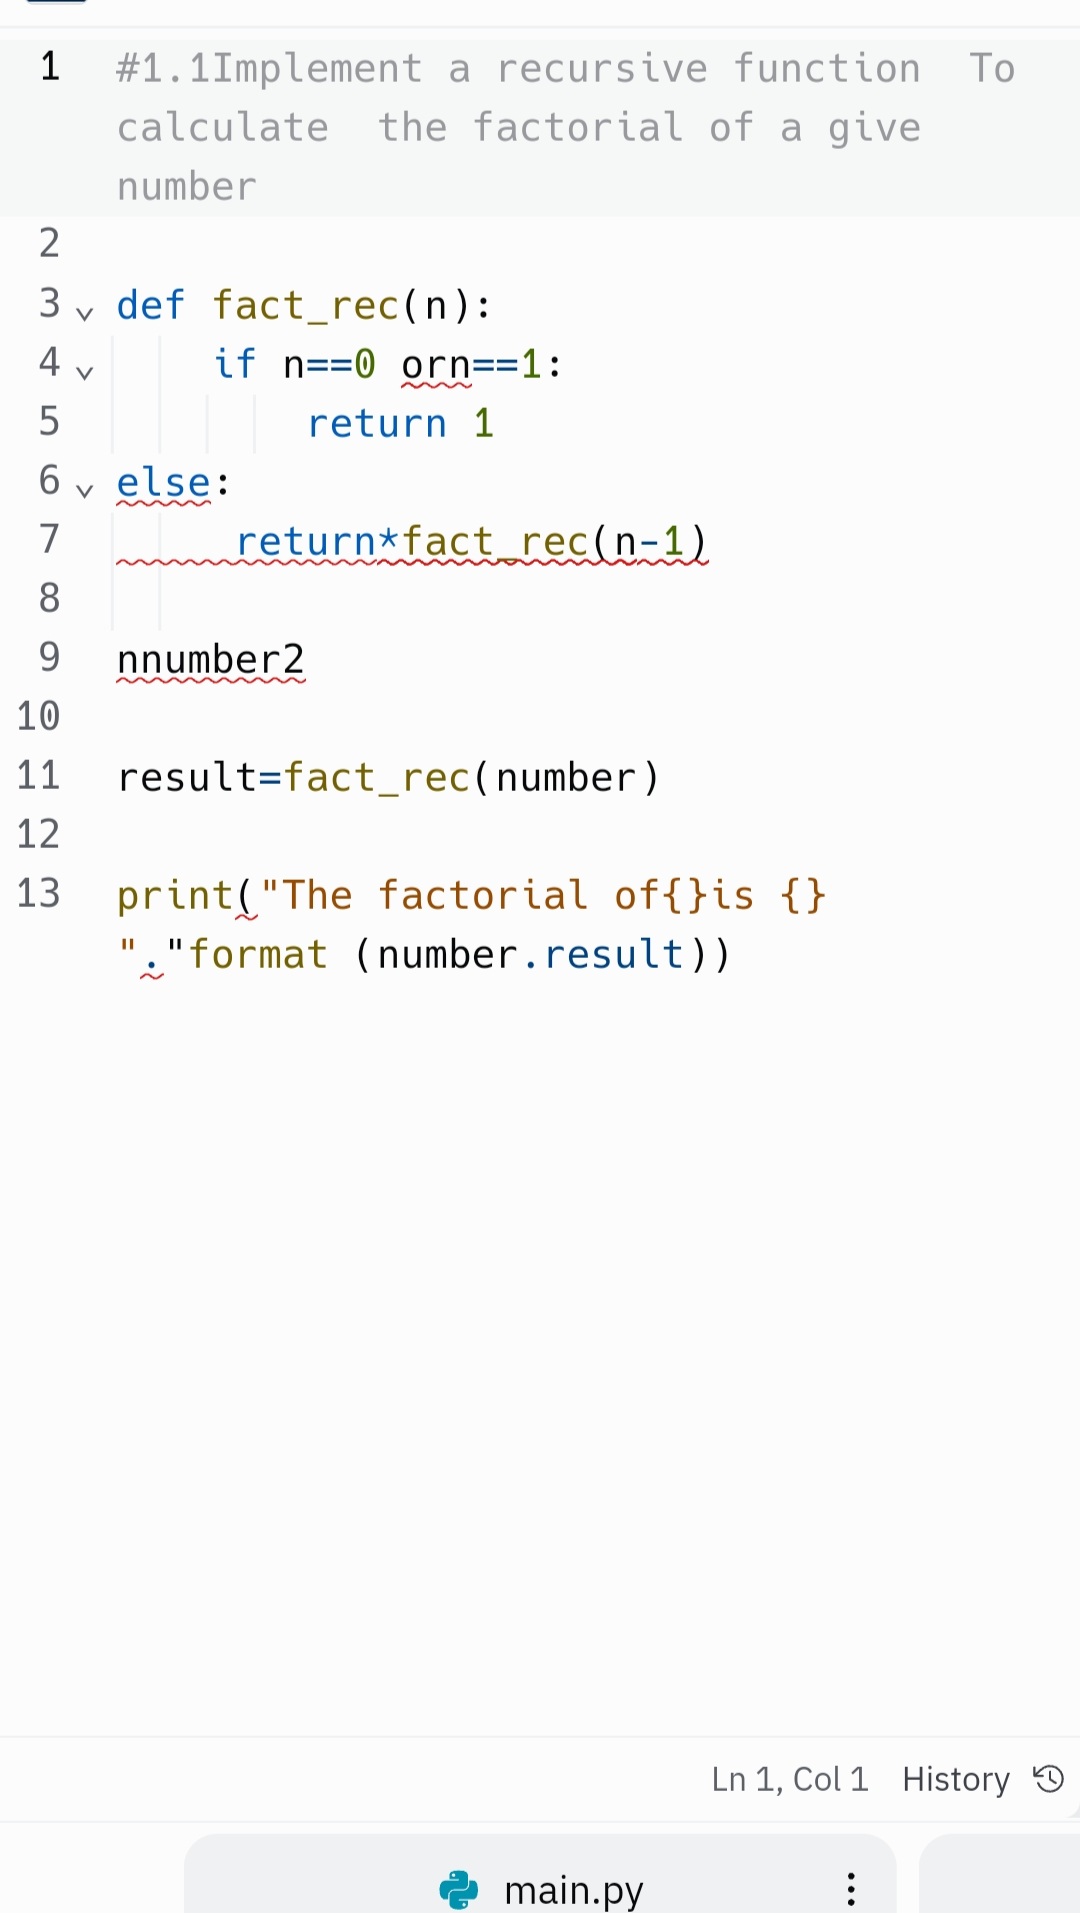 1 #1.1Implement a recursive function  To
calculate  the factorial of a give
number
2
3 def fact_rec(n):
4 if n==0 orn==1:
5 return 1
6 else:
7 return*fact_rec(n-1)
8
9 nnumber2
10
11 result=fact_rec(number)
12
13 print("The factorial of{}is {}
"."format (number.result))
Ln 1, Col 1 History
main.py